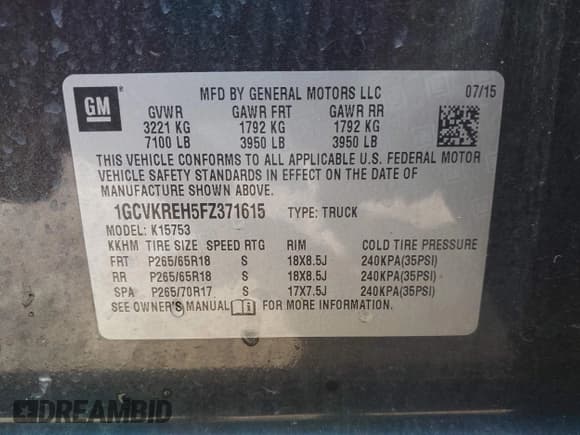 GM
MFD BY GENERAL MOTORS LLC 07/15
GVWR GAWR FRT GAWR RR
3221 KG 1792 KG 1792 KG
7100 LB 3950 LB 3950 LB
THIS VEHICLE CONFORMS TO ALL APPLICABLE U.S. FEDERAL MOTOR
VEHICLE SAFETY STANDARDS IN EFFECT ON THE DATE OF
MANUFACTURE SHOWN ABOVE.
1GCVKREH5FZ371615 TYPE: TRUCK
MODEL: K15753
KKHM TIRE SIZE SPEED RTG RIM COLD TIRE PRESSURE
FRT P265/65R18 S 18X8.5J 240KPA(35PSI)
RR P265/65R18 S 18X8.5J 240KPA(35PSI)
SPA P265/70R17 S 17X7.5J 240KPA(35PSI)
SEE OWNER'S MANUAL FOR MORE INFORMATION.
DREAMBID